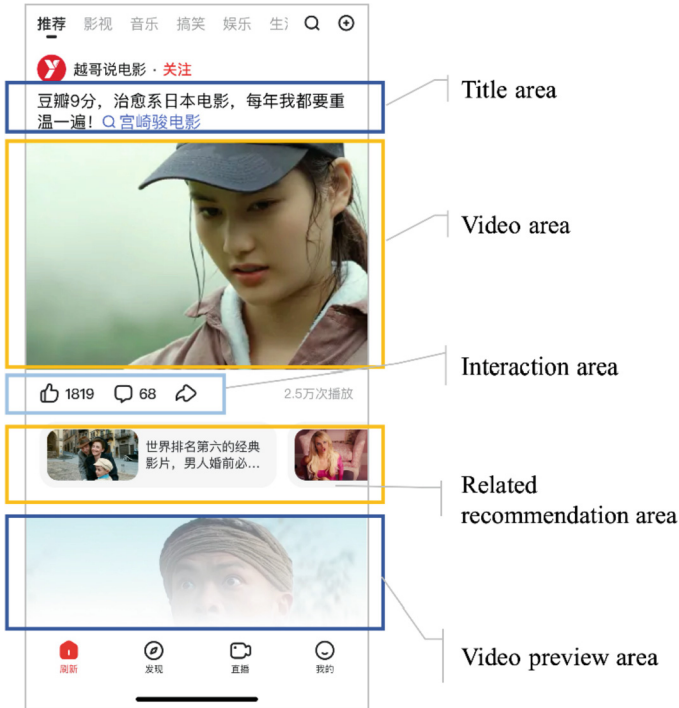 推荐 影视 音乐 搞笑 娱乐 生
越哥说电影 · 关注
豆瓣9分，治愈系日本电影，每年我都要重
温一遍！宫崎骏电影
Title area
Video area
Interaction area
1819 68 2.5万次播放
世界排名第六的经典
影片，男人婚前必...
Related
recommendation area
Video preview area
刷新 发现 直播 我的